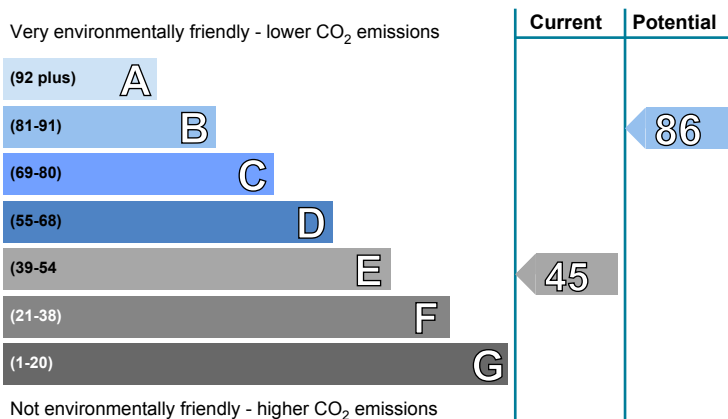 Current Potential
Very environmentally friendly - lower CO2 emissions
(92 plus) A
(81-91) B
86
(69-80) C
(55-68) D
(39-54 E
45
(21-38) F
(1-20) G
Not environmentally friendly - higher CO2 emissions